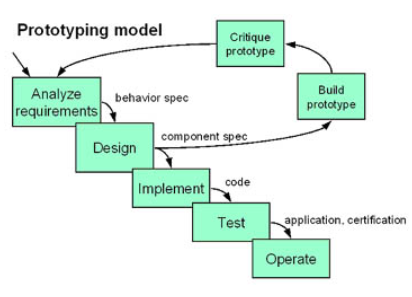 Prototyping model
Critique
prototype
Build
prototype
Analyze
requirements
behavior spec
Design
component spec
Implement
code
Test
application, certification
Operate